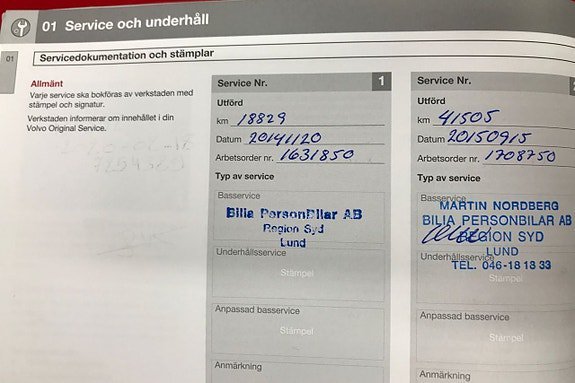 01 Service och underhåll
01
Servicedokumentation och stämplar
Allmänt
Varje service ska bokföras av verkstaden med
stämpel och signatur.
Verkstaden informerar om innehållet i din
Volvo Original Service.
Service Nr. 1
Utförd
km 18829
Datum 20141120
Arbetsorder nr. 1631850
Typ av service
Basservice
Bilia PersonBilar AB
Region Syd
Lund
Underhållsservice
Stämpel
Anpassad basservice
Stämpel
Anmärkning
Service Nr.
Utförd
km 41505
Datum 20150915
Arbetsorder nr. 1708750
Typ av service
Basservice
MARTIN NORDBERG
BILIA PERSONBILAR AB
REGION SYD
LUND
TEL. 046-18 18 33
Underhållsservice
Stämpel
Anpassad basservice
Stämpel
Anmärkning